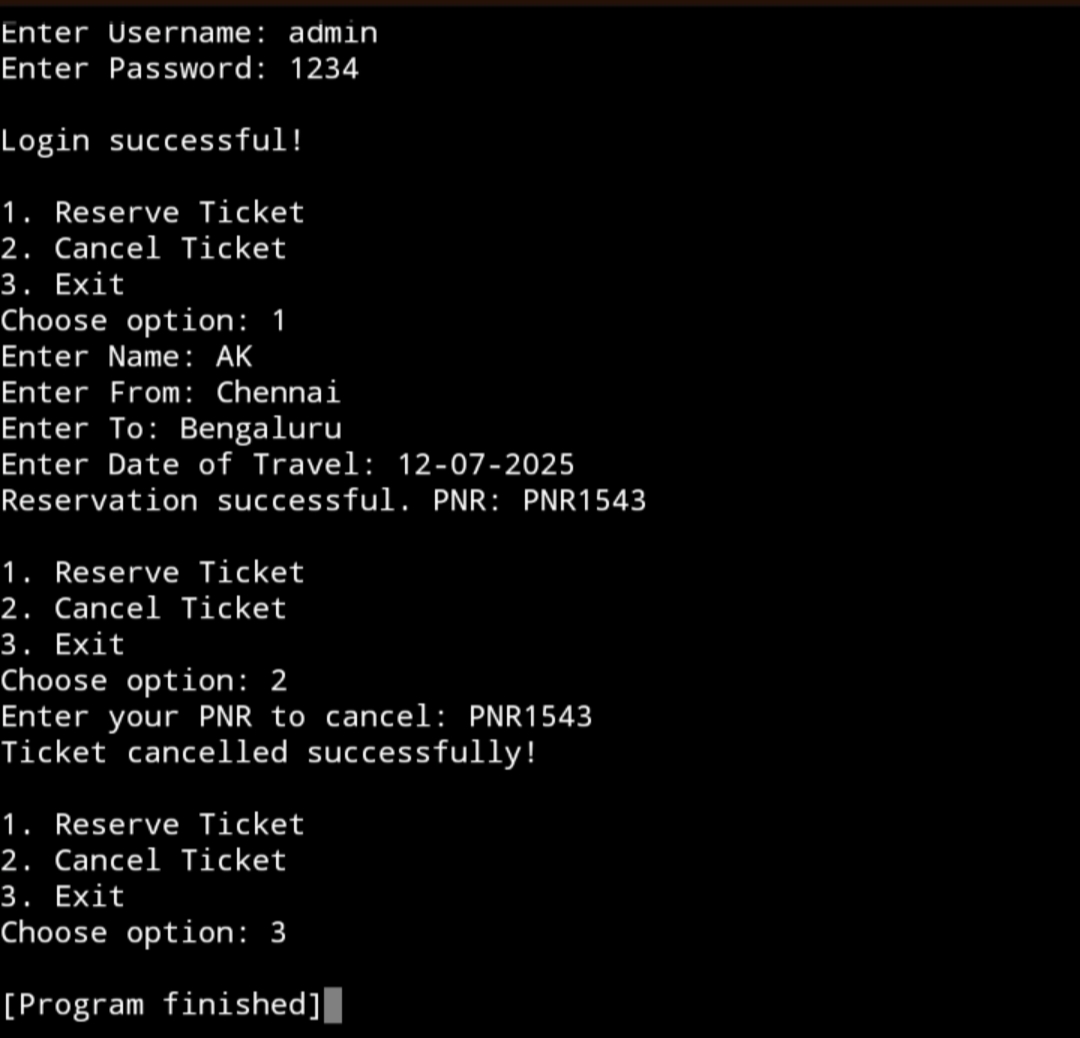 Enter Username: admin
Enter Password: 1234
Login successful!
1. Reserve Ticket
2. Cancel Ticket
3. Exit
Choose option: 1
Enter Name: AK
Enter From: Chennai
Enter To: Bengaluru
Enter Date of Travel: 12-07-2025
Reservation successful. PNR: PNR1543
1. Reserve Ticket
2. Cancel Ticket
3. Exit
Choose option: 2
Enter your PNR to cancel: PNR1543
Ticket cancelled successfully!
1. Reserve Ticket
2. Cancel Ticket
3. Exit
Choose option: 3
[Program finished]